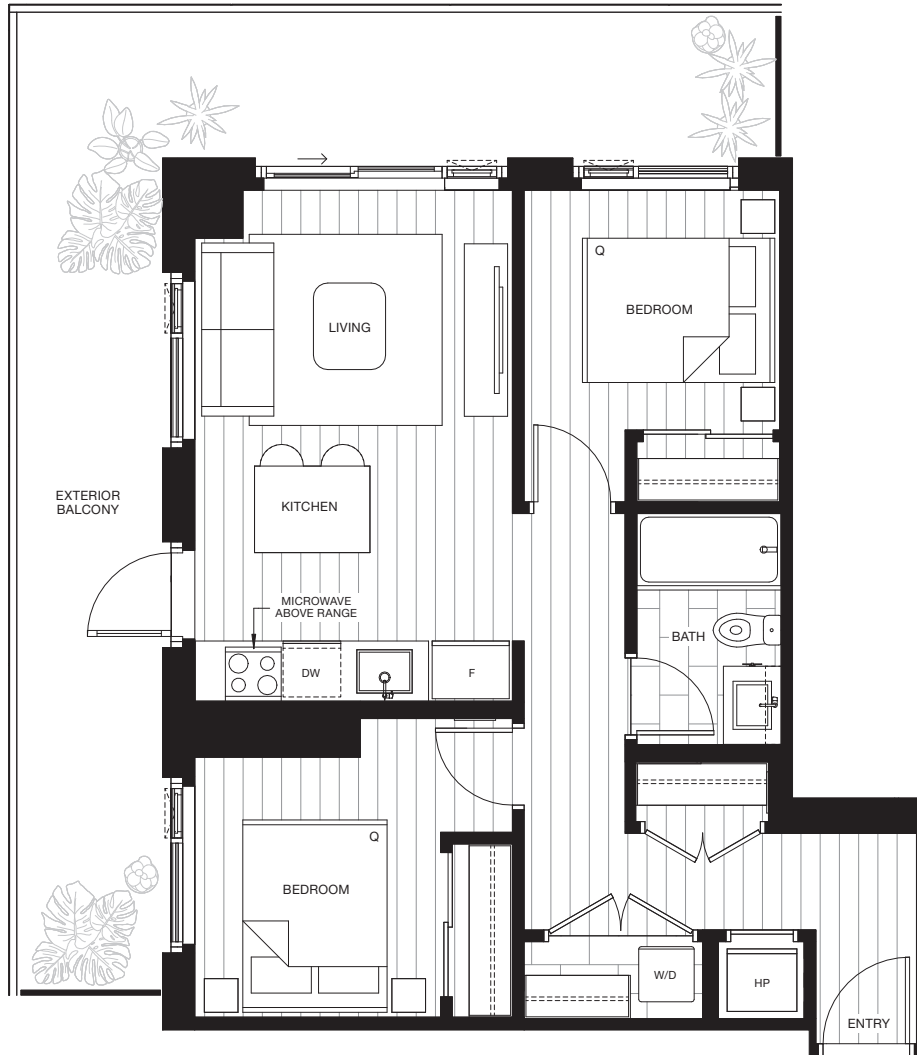 Q
LIVING
BEDROOM
EXTERIOR
BALCONY
KITCHEN
MICROWAVE
ABOVE RANGE
DW
F
BATH
Q
BEDROOM
W/D
HP
ENTRY